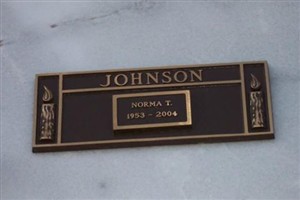 JOHNSON
NORMA T.
1953 - 2004